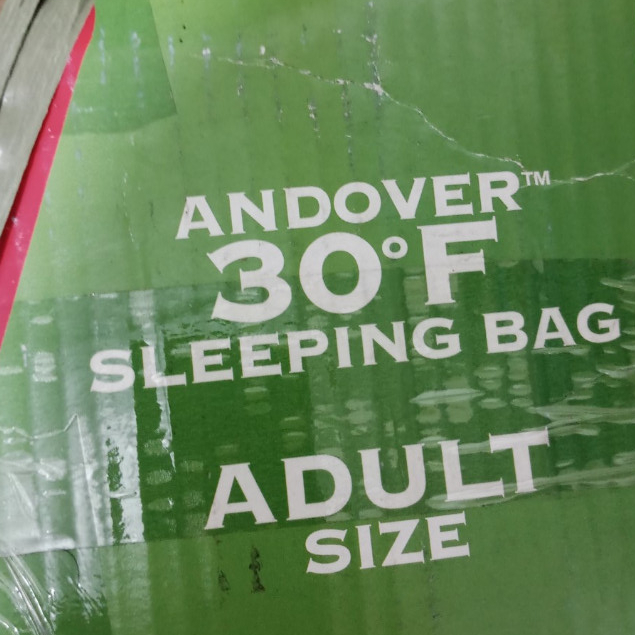 ANDOVER™
30°F
SLEEPING BAG
ADULT
SIZE